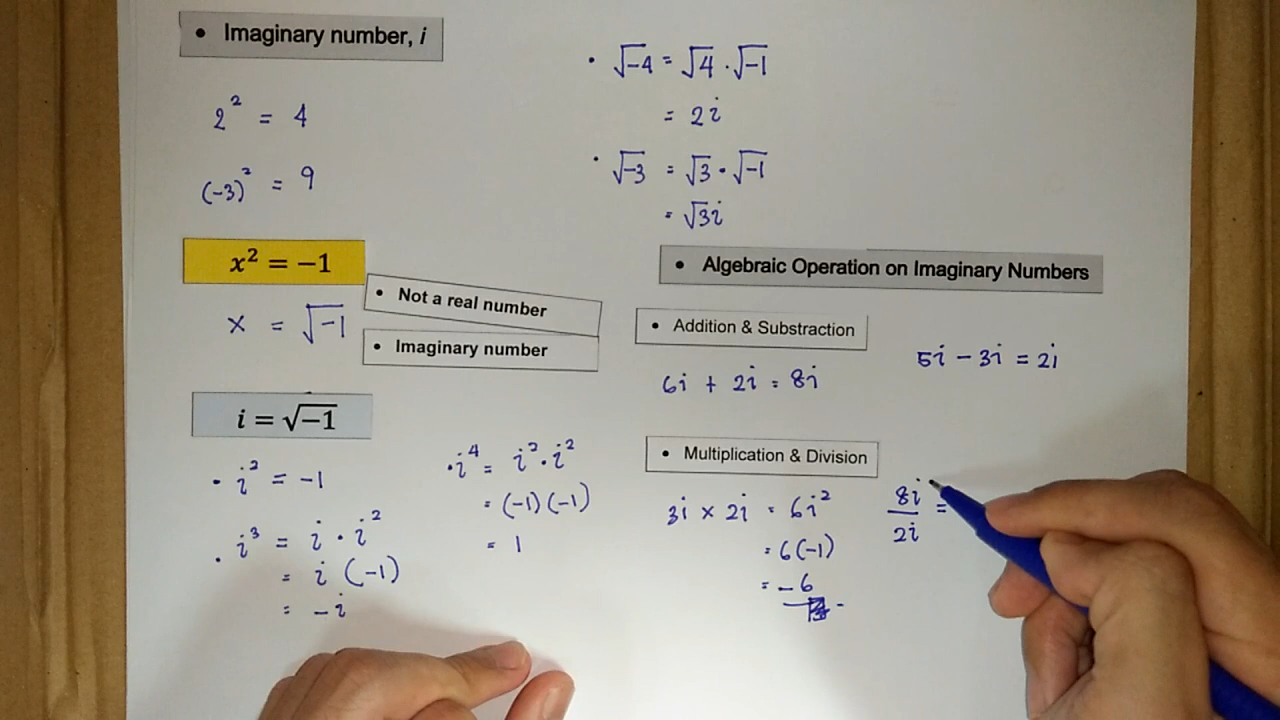 • Imaginary number, i
2² = 4
(-3)² = 9
x² = −1
x = √-1
• Not a real number
• Imaginary number
i = √−1
• i² = -1
• i³ = i · i²
= i (-1)
= -i
• i⁴ = i² · i²
= (-1)(-1)
= 1
• √-4 = √4 · √-1
= 2i
• √-3 = √3 · √-1
= √3i
• Algebraic Operation on Imaginary Numbers
• Addition & Substraction
6i + 2i = 8i
5i - 3i = 2i
• Multiplication & Division
3i x 2i = 6i²
= 6(-1)
= -6
8i
2i =